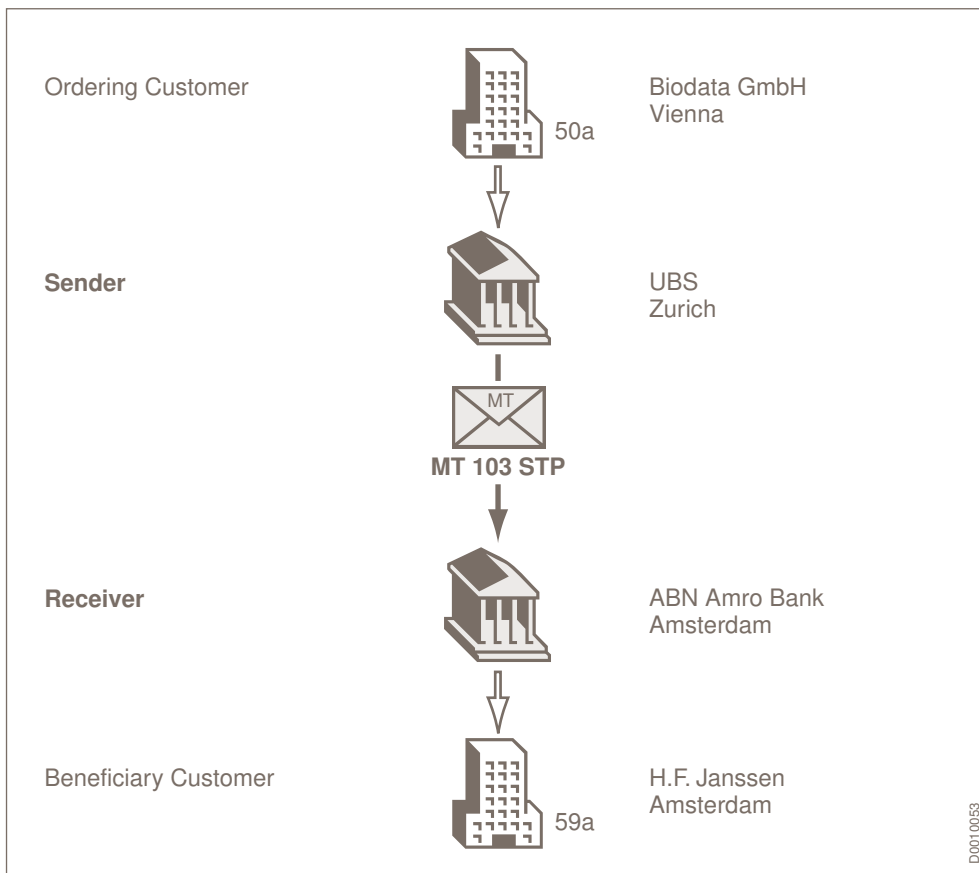 Ordering Customer
50a
Biodata GmbH
Vienna
Sender
UBS
Zurich
MT
MT 103 STP
Receiver
ABN Amro Bank
Amsterdam
Beneficiary Customer
59a
H.F. Janssen
Amsterdam
D0010053